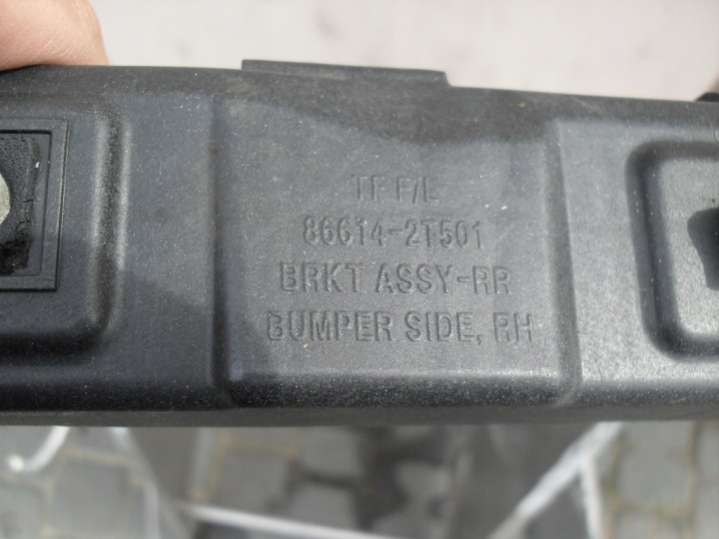 TF F/L
86614-2T501
BRKT ASSY-RR
BUMPER SIDE, RH